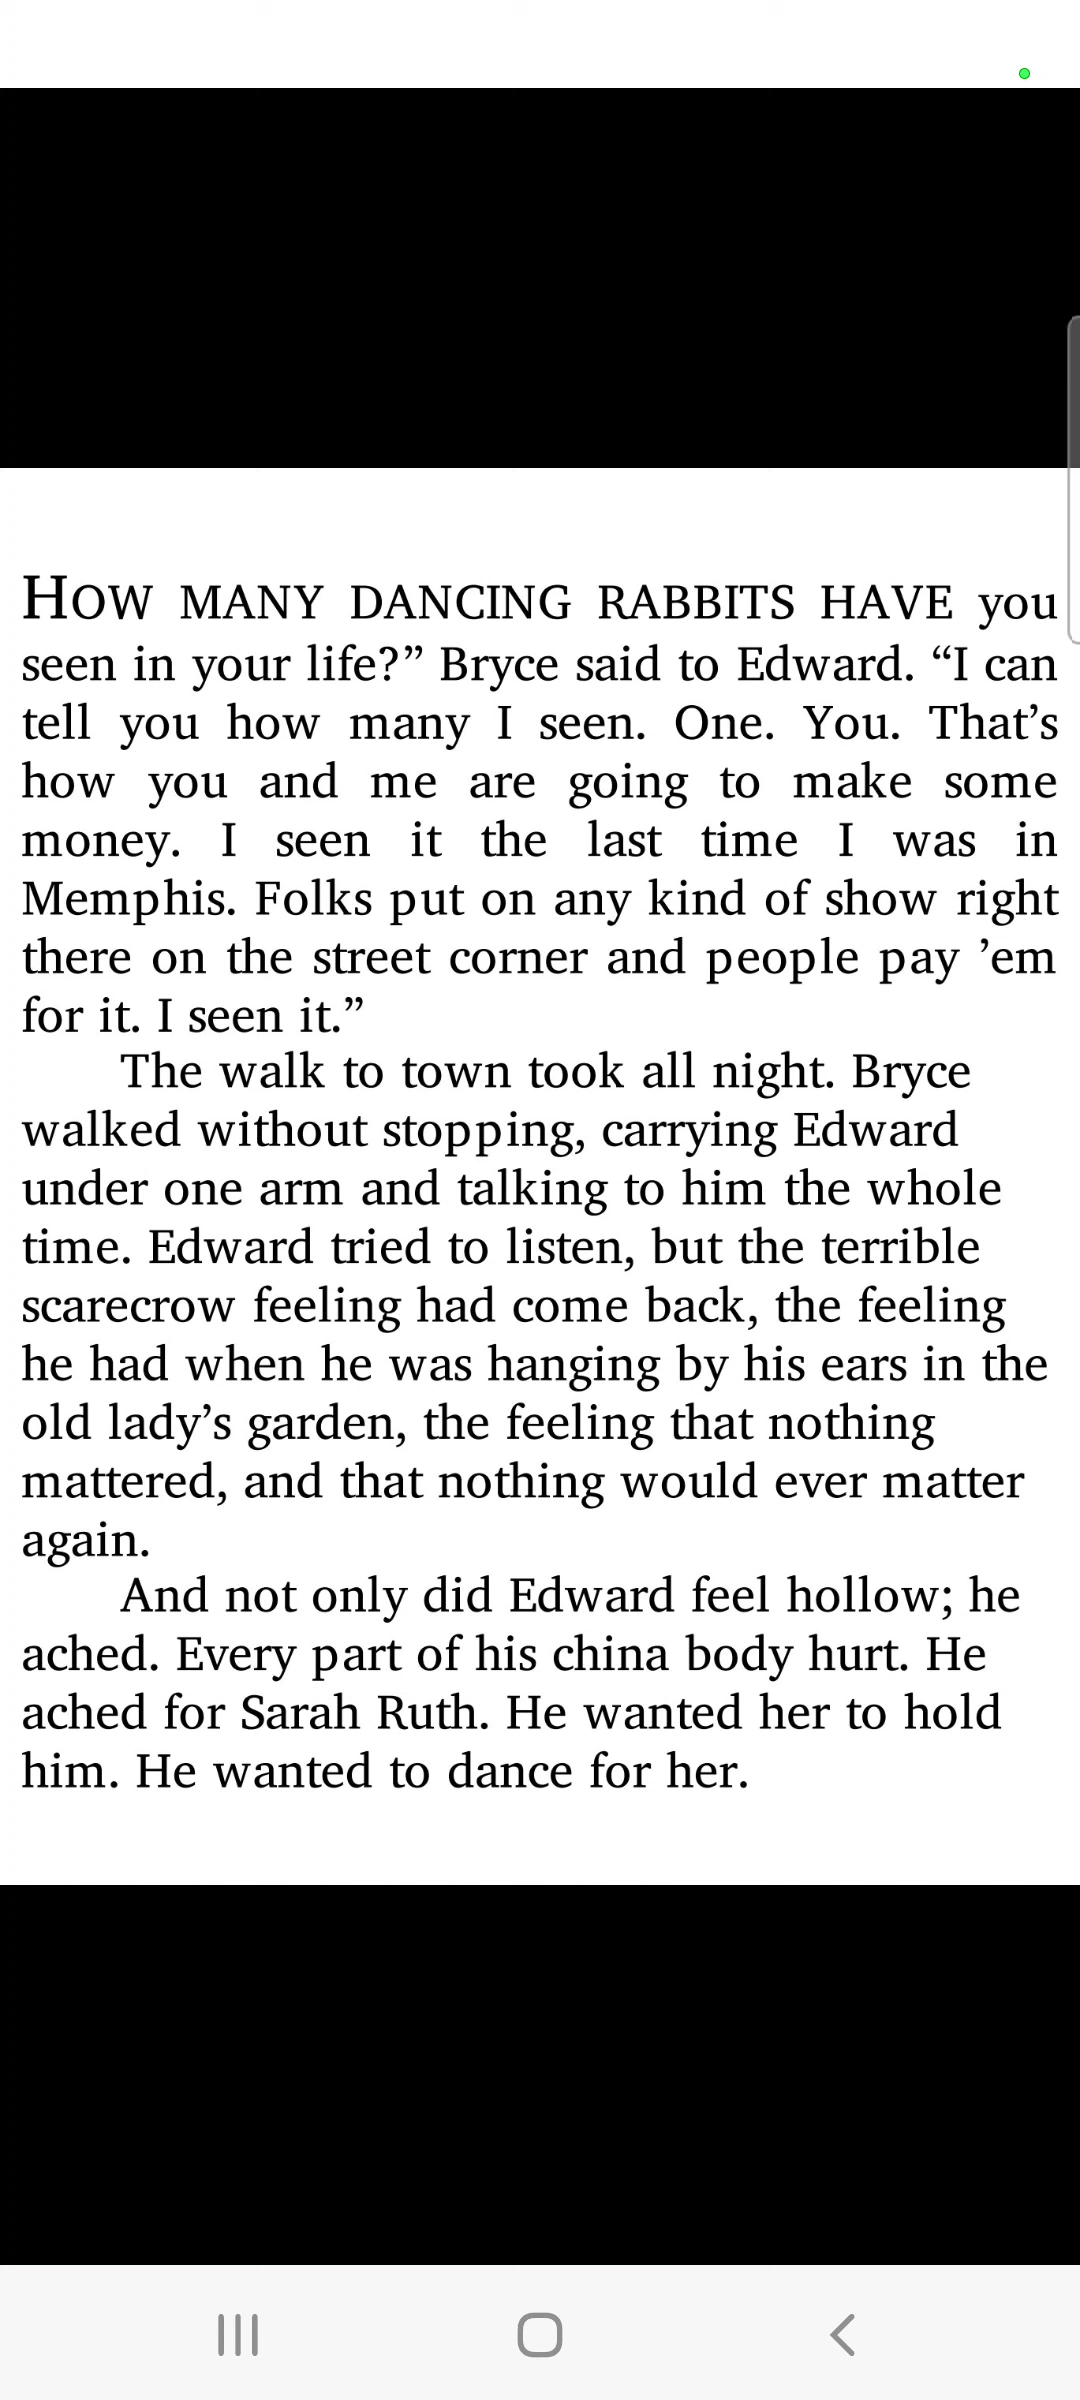 HOW MANY DANCING RABBITS HAVE you
seen in your life?” Bryce said to Edward. “I can
tell you how many I seen. One. You. That’s
how you and me are going to make some
money. I seen it the last time I was in
Memphis. Folks put on any kind of show right
there on the street corner and people pay ’em
for it. I seen it.”
The walk to town took all night. Bryce
walked without stopping, carrying Edward
under one arm and talking to him the whole
time. Edward tried to listen, but the terrible
scarecrow feeling had come back, the feeling
he had when he was hanging by his ears in the
old lady’s garden, the feeling that nothing
mattered, and that nothing would ever matter
again.
And not only did Edward feel hollow; he
ached. Every part of his china body hurt. He
ached for Sarah Ruth. He wanted her to hold
him. He wanted to dance for her.